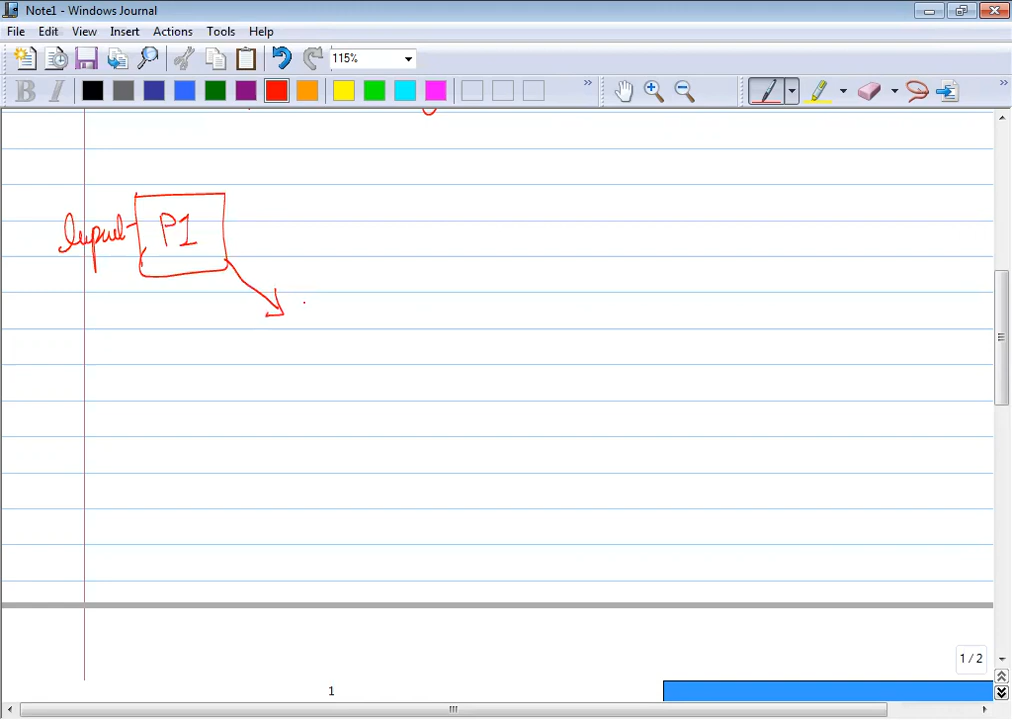 Note1 - Windows Journal
File Edit View Insert Actions Tools Help
115%
B I
Input P1
1 / 2
1